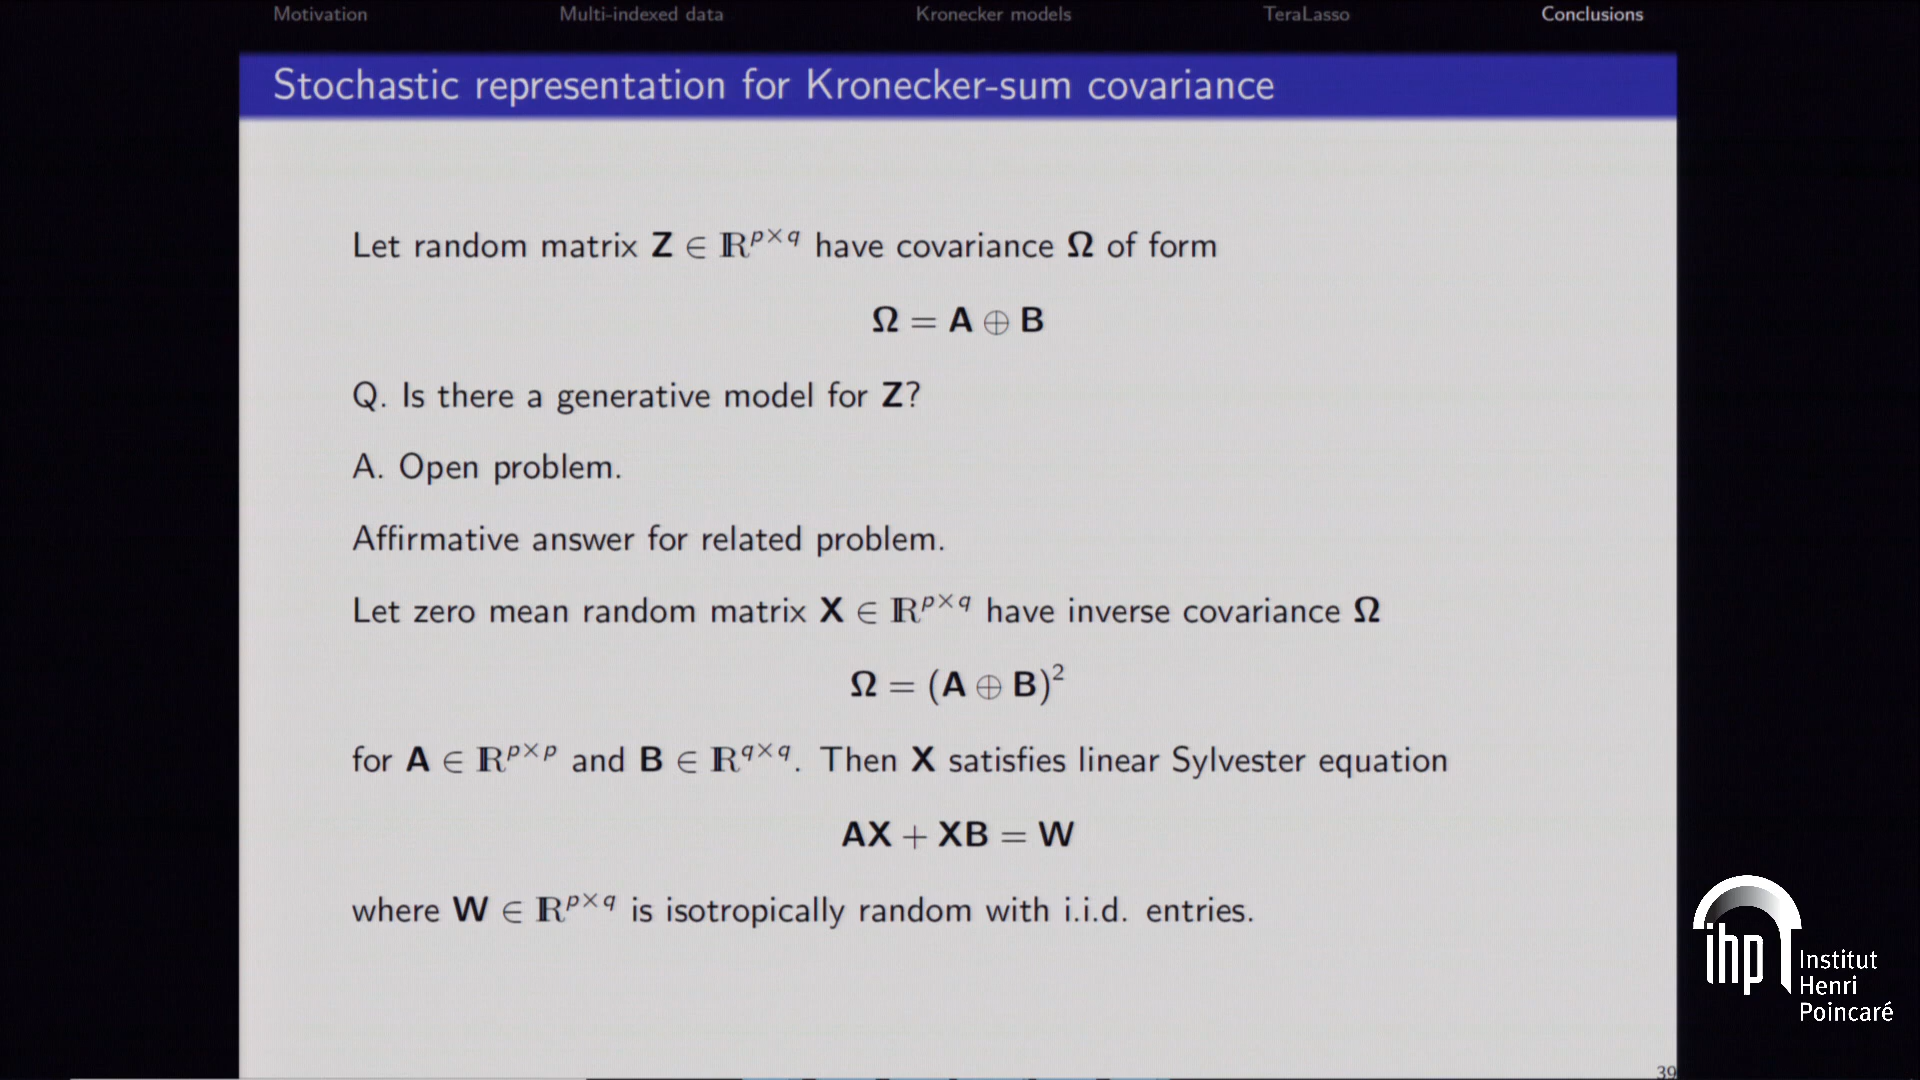 Motivation Multi-indexed data Kronecker models TeraLasso Conclusions
Stochastic representation for Kronecker-sum covariance
Let random matrix Z ∈ ℝ^{p×q} have covariance Ω of form
Ω = A ⊕ B
Q. Is there a generative model for Z?
A. Open problem.
Affirmative answer for related problem.
Let zero mean random matrix X ∈ ℝ^{p×q} have inverse covariance Ω
Ω = (A ⊕ B)²
for A ∈ ℝ^{p×p} and B ∈ ℝ^{q×q}. Then X satisfies linear Sylvester equation
AX + XB = W
where W ∈ ℝ^{p×q} is isotropically random with i.i.d. entries.
ihp
Institut
Henri
Poincaré
39